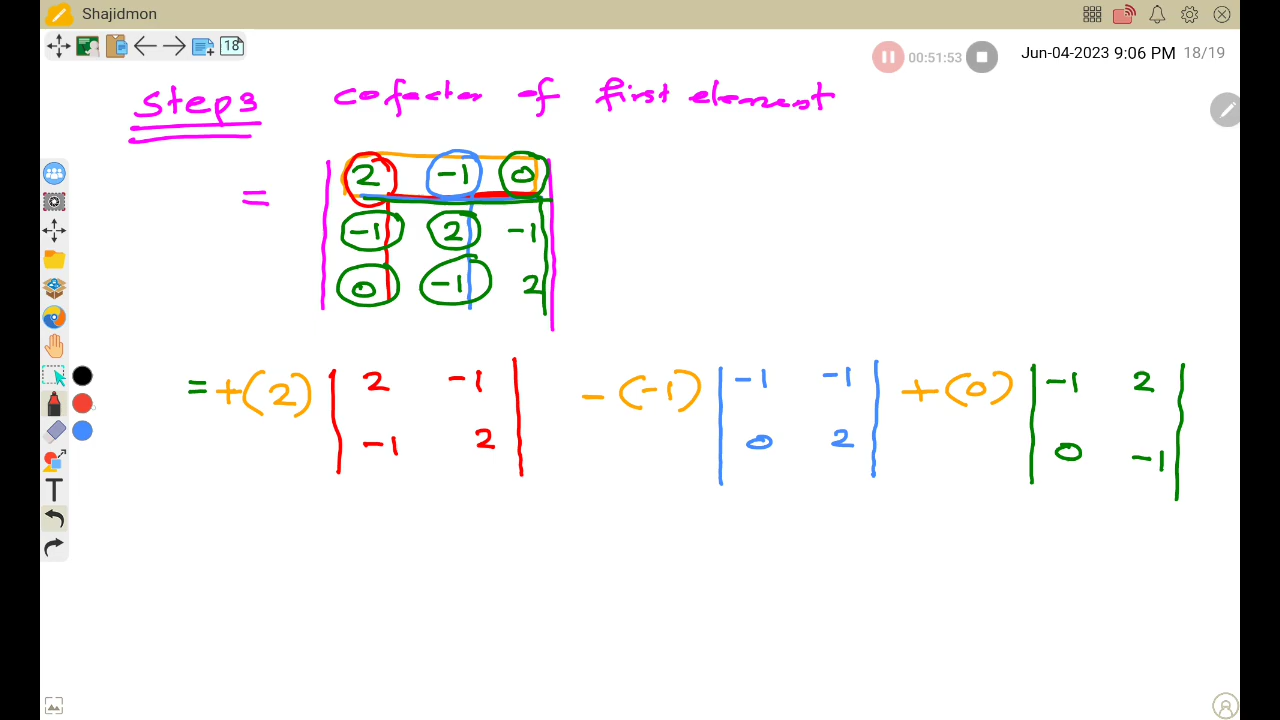 Shajidmon
18
00:51:53
Jun-04-2023 9:06 PM 18/19
Steps cofactor of first element
= | 2 -1 0 |
| -1 2 -1 |
| 0 -1 2 |
= +(2) | 2 -1 | - (-1) | -1 -1 | +(0) | -1 2 |
| -1 2 | | 0 2 | | 0 -1 |
T